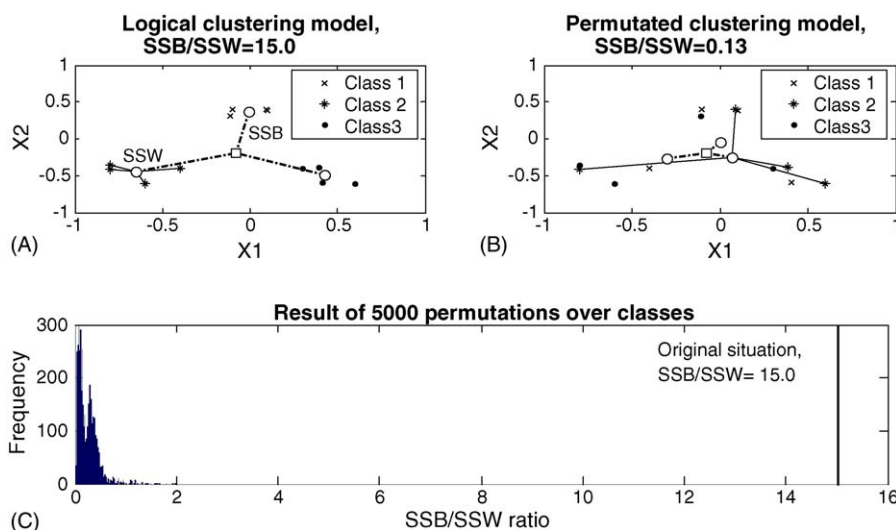 Logical clustering model,
SSB/SSW=15.0
1
0.5
0
-0.5
-1
X2
-1
-0.5
0
0.5
1
X1
× Class 1
* Class 2
• Class3
SSW
SSB
(A)
Permutated clustering model,
SSB/SSW=0.13
1
0.5
0
-0.5
-1
X2
-1
-0.5
0
0.5
1
X1
× Class 1
* Class 2
• Class3
(B)
Result of 5000 permutations over classes
300
200
100
0
Frequency
Original situation,
SSB/SSW= 15.0
0
2
4
6
8
10
12
14
16
SSB/SSW ratio
(C)